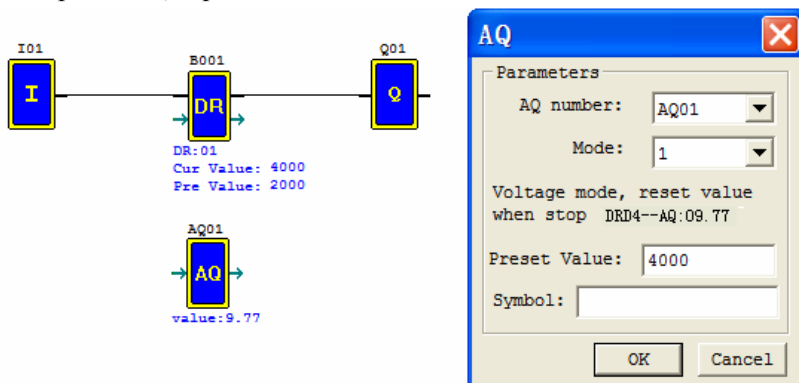 I01
I
B001
DR
DR:01
Cur Value: 4000
Pre Value: 2000
Q01
Q
AQ01
AQ
value:9.77
AQ
Parameters
AQ number: AQ01
Mode: 1
Voltage mode, reset value
when stop DRD4--AQ:09.77
Preset Value: 4000
Symbol:
OK Cancel